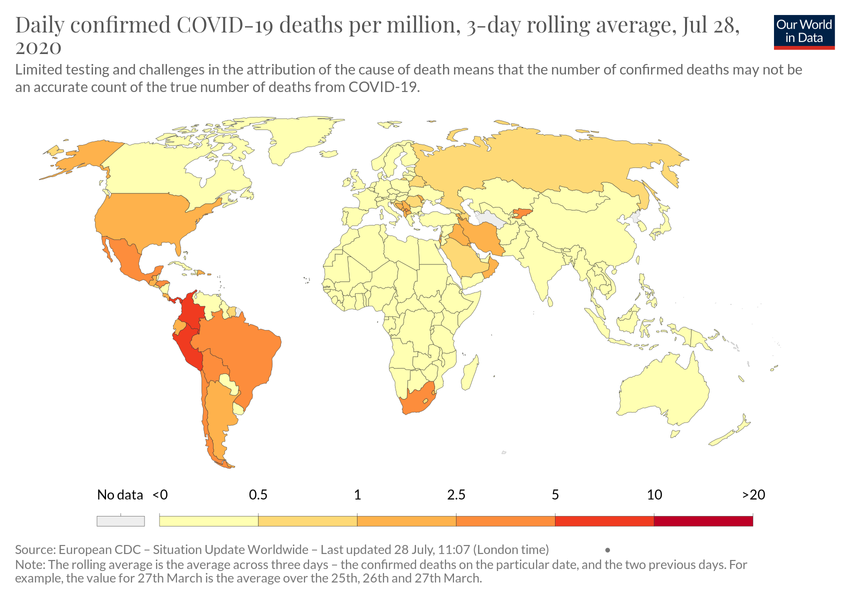 Daily confirmed COVID-19 deaths per million, 3-day rolling average, Jul 28,
2020
Our World
in Data
Limited testing and challenges in the attribution of the cause of death means that the number of confirmed deaths may not be
an accurate count of the true number of deaths from COVID-19.
No data <0 0.5 1 2.5 5 10 >20
Source: European CDC – Situation Update Worldwide – Last updated 28 July, 11:07 (London time)
Note: The rolling average is the average across three days – the confirmed deaths on the particular date, and the two previous days. For
example, the value for 27th March is the average over the 25th, 26th and 27th March.